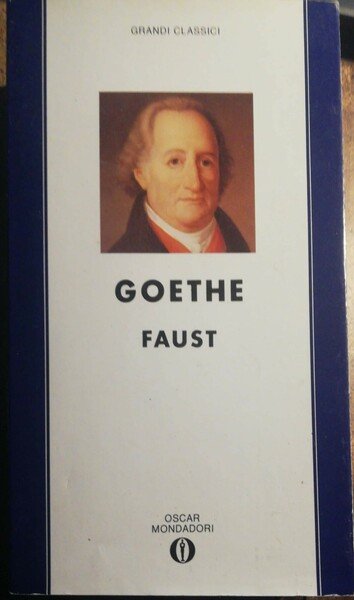 GRANDI CLASSICI
GOETHE
FAUST
OSCAR
MONDADORI